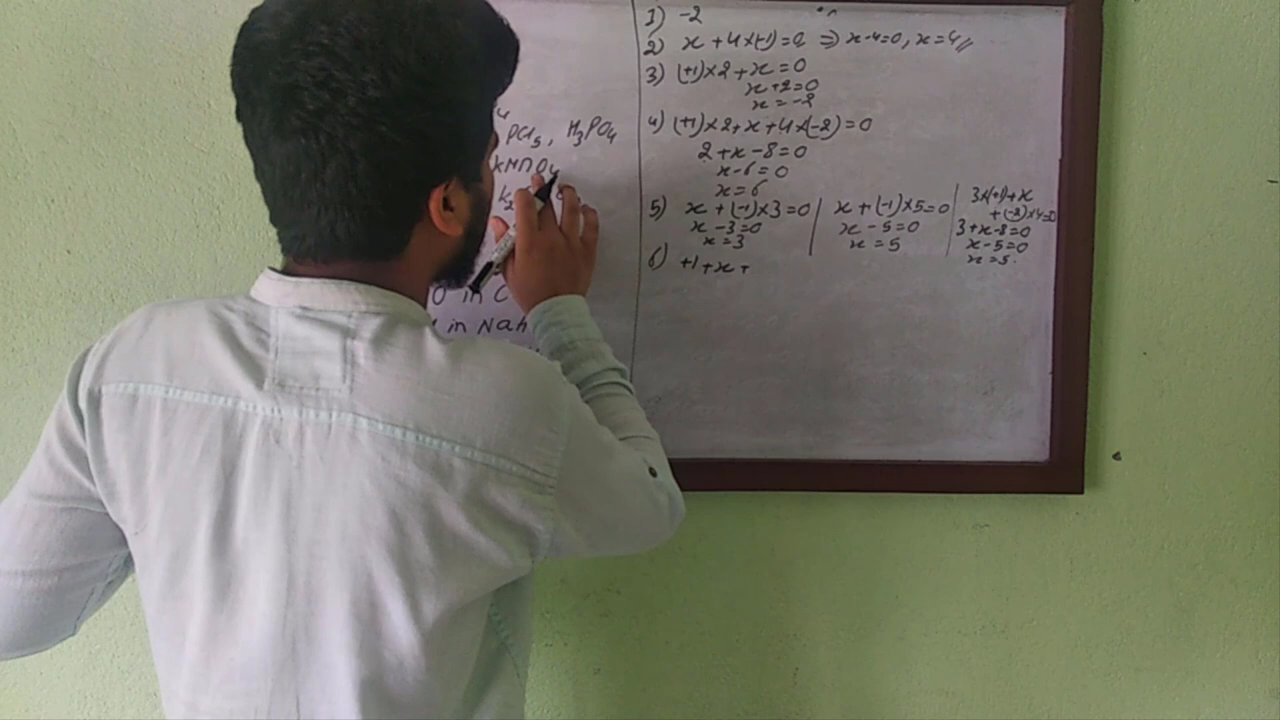 PCl5, H3PO4
KMnO4
K2
O in C
in Nah
1) -2
2) x + 4×(-1) = 0 ⇒ x-4=0, x=4//
3) (+1)×2 + x = 0
x+2=0
x = -2
4) (+1)×2+x+4×(-2) = 0
2+x-8=0
x-6=0
x=6
5) x + (-1)×3=0
x-3=0
x=3
x + (-1)×5=0
x-5=0
x=5
3×(+1)+x
+(-2)×4=0
3+x-8=0
x-5=0
x=5.
6) +1+x+